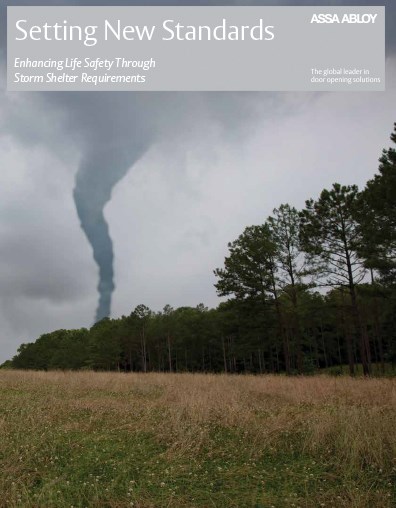 Setting New Standards
ASSA ABLOY
Enhancing Life Safety Through
Storm Shelter Requirements
The global leader in
door opening solutions